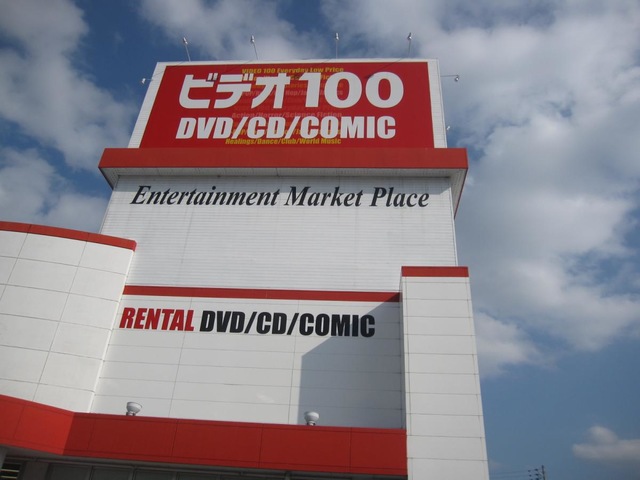 VIDEO 100 Everyday Low Price
ビデオ100
DVD/CD/COMIC
Healings/Dance/Club/World Music
Entertainment Market Place
RENTAL DVD/CD/COMIC